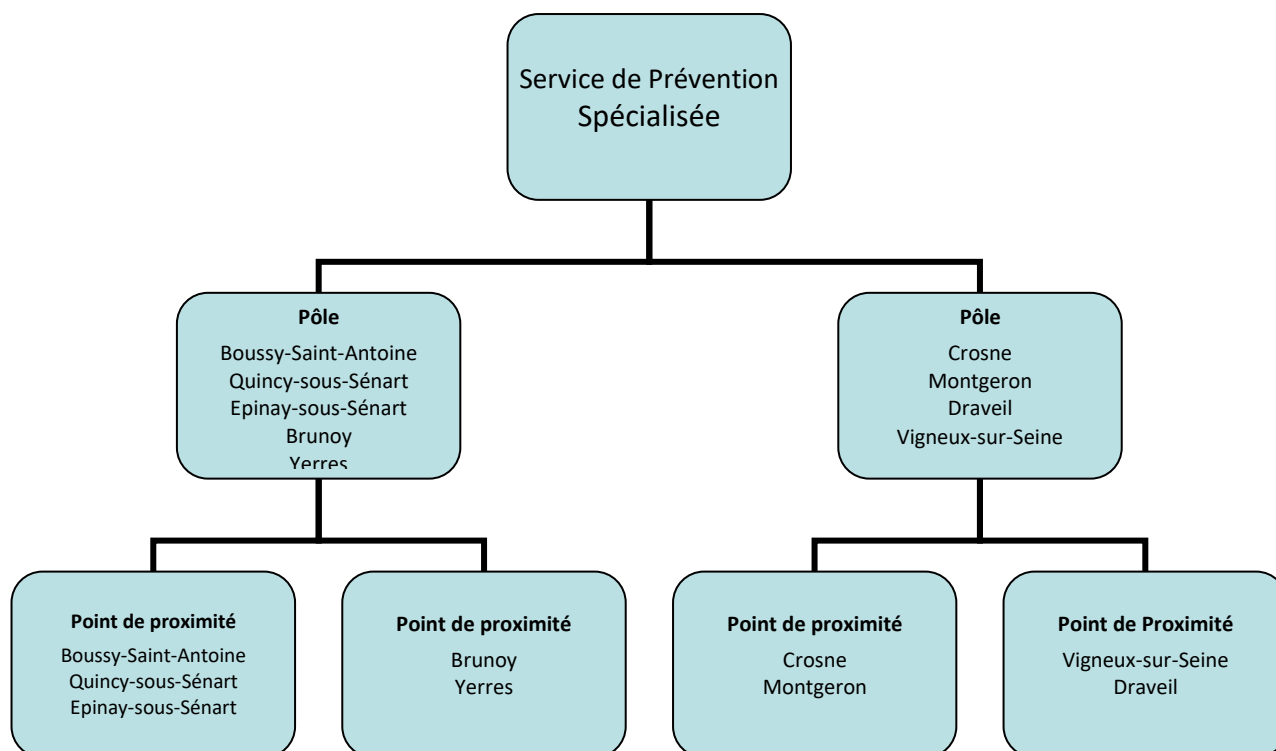 Service de Prévention
Spécialisée
Pôle
Boussy-Saint-Antoine
Quincy-sous-Sénart
Epinay-sous-Sénart
Brunoy
Yerres
Pôle
Crosne
Montgeron
Draveil
Vigneux-sur-Seine
Point de proximité
Boussy-Saint-Antoine
Quincy-sous-Sénart
Epinay-sous-Sénart
Point de proximité
Brunoy
Yerres
Point de proximité
Crosne
Montgeron
Point de Proximité
Vigneux-sur-Seine
Draveil